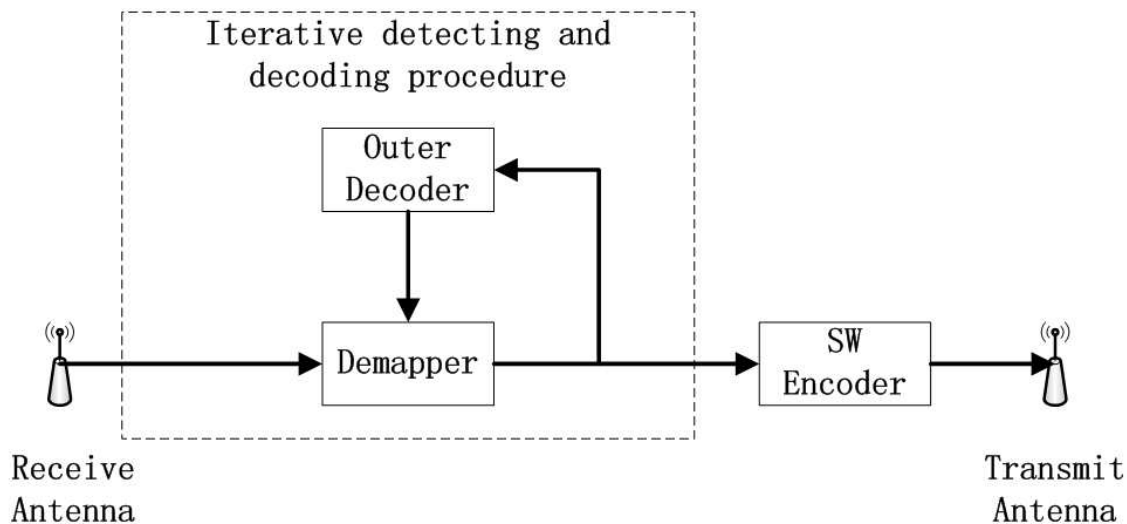 Iterative detecting and
decoding procedure
Outer
Decoder
Demapper
SW
Encoder
Receive
Antenna
Transmit
Antenna